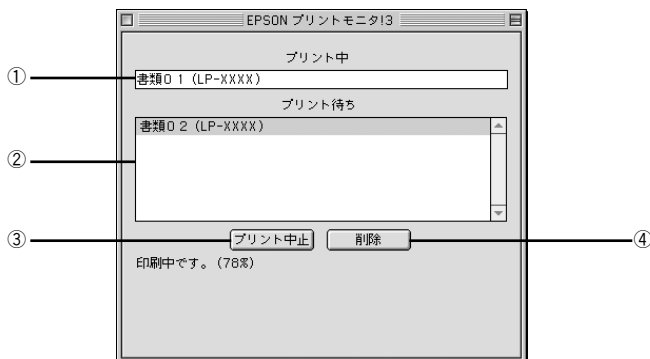 EPSON プリントモニタ!3
プリント中
① 書類０１(LP-XXXX)
プリント待ち
② 書類０２(LP-XXXX)
③ プリント中止 削除 ④
印刷中です。(78%)